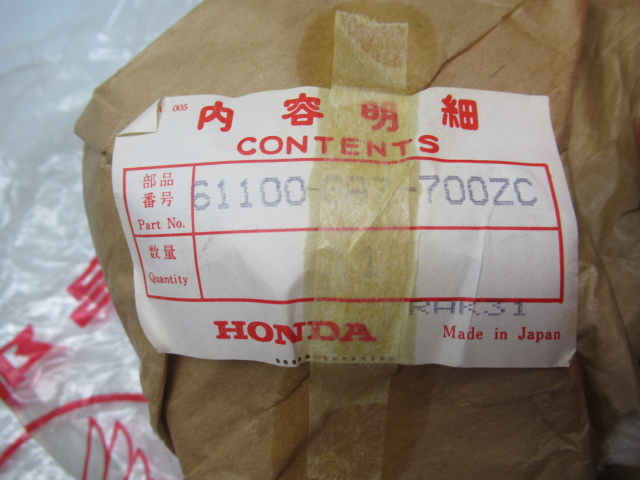 005
内容明細
CONTENTS
部品
番号
Part No.
61100- -700ZC
数量
Quantity
1
HONDA
Made in Japan